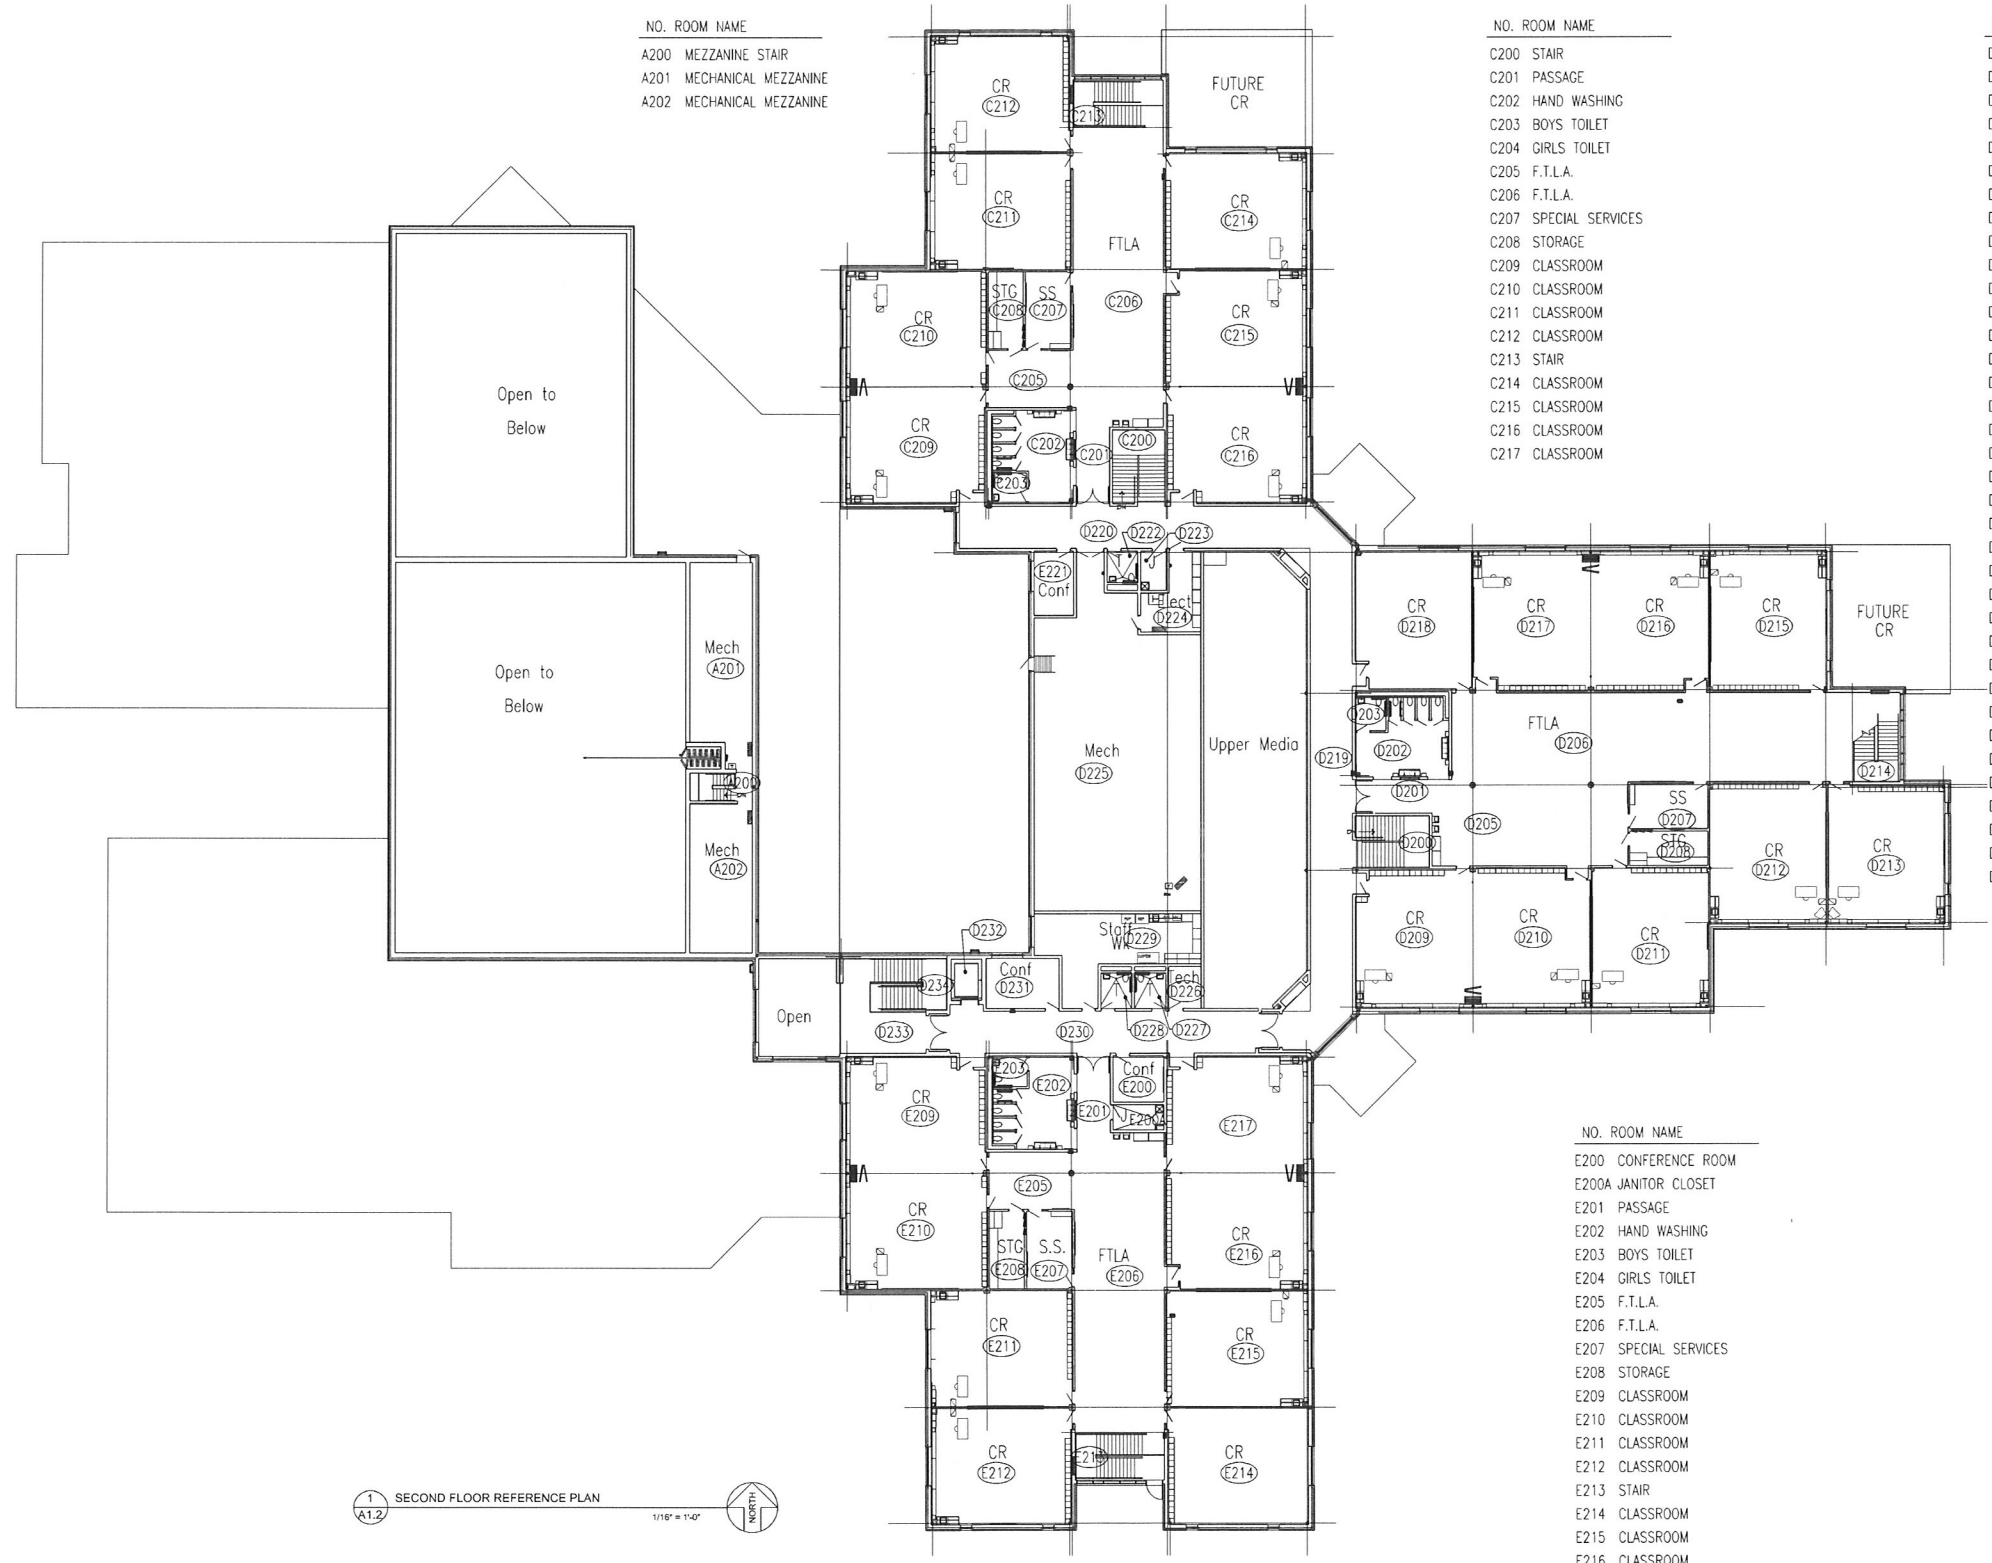 NO. ROOM NAME
A200 MEZZANINE STAIR
A201 MECHANICAL MEZZANINE
A202 MECHANICAL MEZZANINE
NO. ROOM NAME
C200 STAIR
C201 PASSAGE
C202 HAND WASHING
C203 BOYS TOILET
C204 GIRLS TOILET
C205 F.T.L.A.
C206 F.T.L.A.
C207 SPECIAL SERVICES
C208 STORAGE
C209 CLASSROOM
C210 CLASSROOM
C211 CLASSROOM
C212 CLASSROOM
C213 STAIR
C214 CLASSROOM
C215 CLASSROOM
C216 CLASSROOM
C217 CLASSROOM
CR
C212
C213
FUTURE
CR
CR
C211
CR
C214
FTLA
C206
STG
C208
SS
C207
CR
C210
CR
C215
C205
CR
C209
C202
C203
C201
C200
CR
C216
Open to
Below
D220
D222
D223
E221
Conf
D224
Mech
A201
Open to
Below
A200
Mech
A202
Mech
D225
Upper Media
CR
D218
CR
D217
CR
D216
CR
D215
FUTURE
CR
D203
D202
D219
FTLA
D206
D214
D201
D205
D200
SS
D207
STG
D208
CR
D212
CR
D213
CR
D209
CR
D210
CR
D211
D232
Staff
Wk
D229
Conf
D231
D234
Tech
D226
Open
D233
D230
D228
D227
E203
E202
E201
Conf
E200
E200A
CR
E209
E217
E205
CR
E210
STG
E208
S.S.
E207
FTLA
E206
CR
E216
CR
E211
CR
E215
CR
E212
E213
CR
E214
NO. ROOM NAME
E200 CONFERENCE ROOM
E200A JANITOR CLOSET
E201 PASSAGE
E202 HAND WASHING
E203 BOYS TOILET
E204 GIRLS TOILET
E205 F.T.L.A.
E206 F.T.L.A.
E207 SPECIAL SERVICES
E208 STORAGE
E209 CLASSROOM
E210 CLASSROOM
E211 CLASSROOM
E212 CLASSROOM
E213 STAIR
E214 CLASSROOM
E215 CLASSROOM
E216 CLASSROOM
1
A1.2
SECOND FLOOR REFERENCE PLAN
1/16" = 1'-0"
NORTH